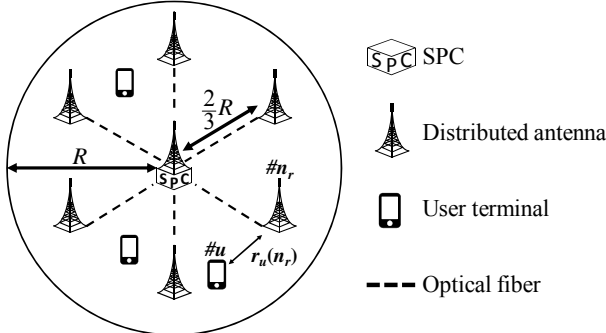 SPC
SPC
Distributed antenna
User terminal
Optical fiber
2/3 R
R
#n_r
SPC
#u
r_u(n_r)